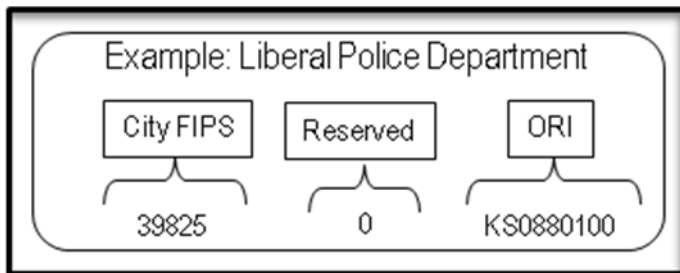 Example: Liberal Police Department
City FIPS Reserved ORI
39825 0 KS0880100